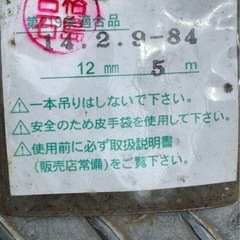 適合品
14.2.9-84
12 mm 5 m
⚠一本吊りはしないで下さい。
⚠安全のため皮手袋を使用して下さい。
⚠使用前に必ず取扱説明書
(販売店常備)をご覧下さい。